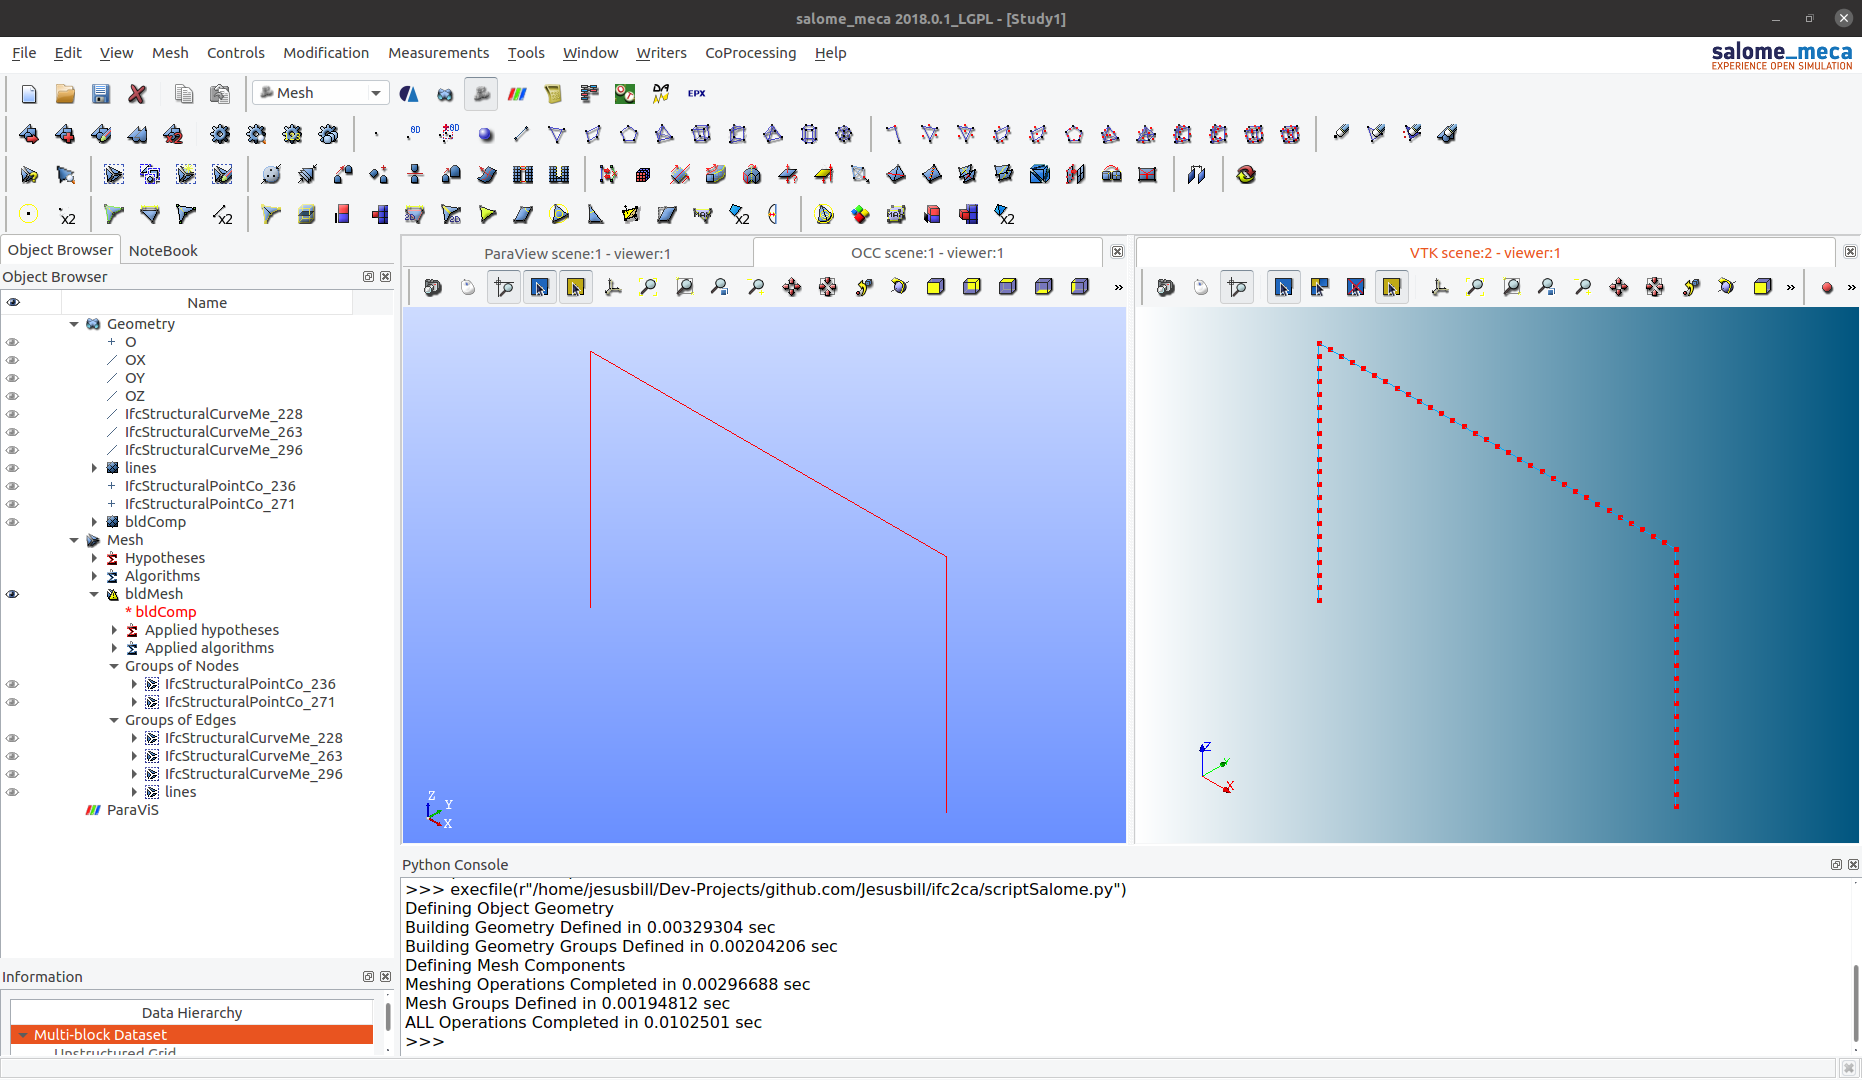 salome_meca 2018.0.1_LGPL - [Study1]
File Edit View Mesh Controls Modification Measurements Tools Window Writers CoProcessing Help
salome_meca
EXPERIENCE OPEN SIMULATION
Mesh
EPX
Object Browser NoteBook
Object Browser
Name
Geometry
O
OX
OY
OZ
IfcStructuralCurveMe_228
IfcStructuralCurveMe_263
IfcStructuralCurveMe_296
lines
IfcStructuralPointCo_236
IfcStructuralPointCo_271
bldComp
Mesh
Hypotheses
Algorithms
bldMesh
* bldComp
Applied hypotheses
Applied algorithms
Groups of Nodes
IfcStructuralPointCo_236
IfcStructuralPointCo_271
Groups of Edges
IfcStructuralCurveMe_228
IfcStructuralCurveMe_263
IfcStructuralCurveMe_296
lines
ParaViS
Information
Data Hierarchy
Multi-block Dataset
Unstructured Grid
ParaView scene:1 - viewer:1
OCC scene:1 - viewer:1
Z
Y
X
VTK scene:2 - viewer:1
Z
Y
X
Python Console
>>> execfile(r"/home/jesusbill/Dev-Projects/github.com/Jesusbill/ifc2ca/scriptSalome.py")
Defining Object Geometry
Building Geometry Defined in 0.00329304 sec
Building Geometry Groups Defined in 0.00204206 sec
Defining Mesh Components
Meshing Operations Completed in 0.00296688 sec
Mesh Groups Defined in 0.00194812 sec
ALL Operations Completed in 0.0102501 sec
>>>